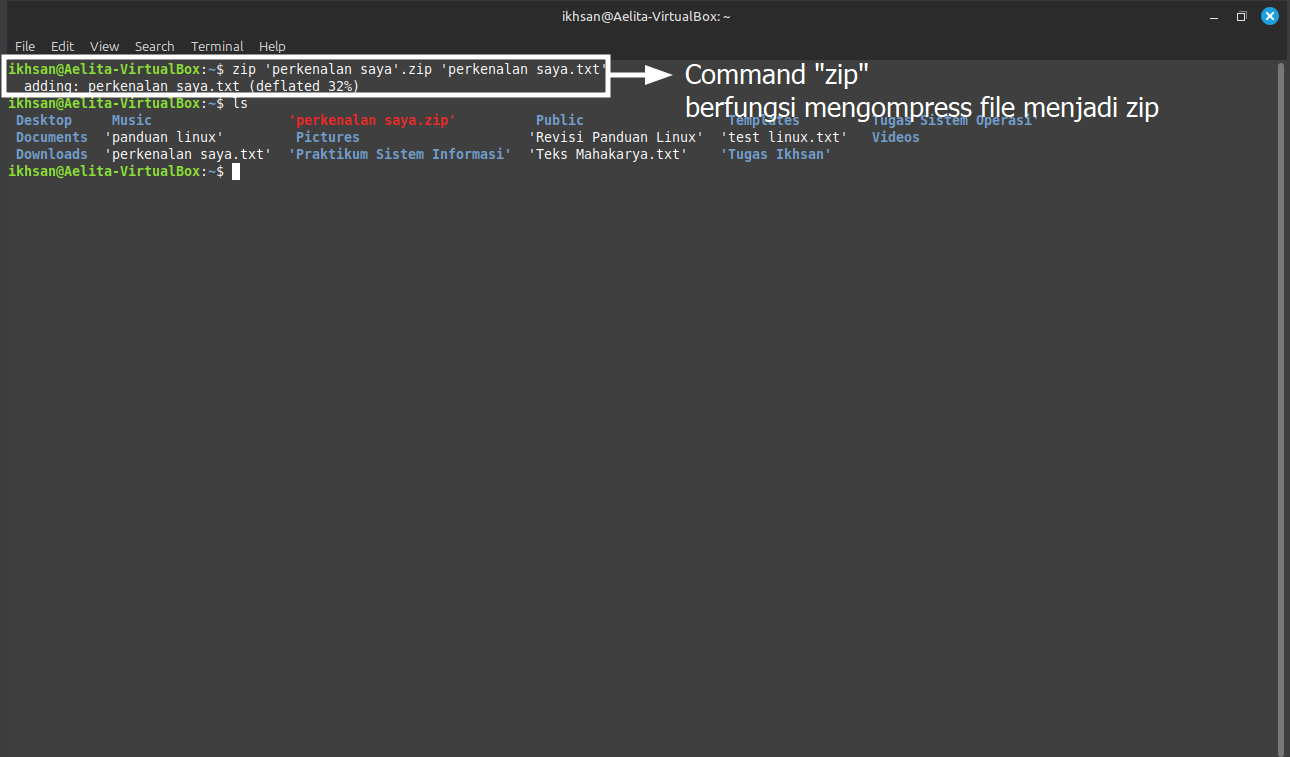 ikhsan@Aelita-VirtualBox: ~
File Edit View Search Terminal Help
ikhsan@Aelita-VirtualBox:~$ zip 'perkenalan saya'.zip 'perkenalan saya.txt'
adding: perkenalan saya.txt (deflated 32%)
Command "zip"
berfungsi mengompress file menjadi zip
ikhsan@Aelita-VirtualBox:~$ ls
Desktop Music 'perkenalan saya.zip' Public Templates 'Tugas Sistem Operasi'
Documents 'panduan linux' Pictures 'Revisi Panduan Linux' 'test linux.txt' Videos
Downloads 'perkenalan saya.txt' 'Praktikum Sistem Informasi' 'Teks Mahakarya.txt' 'Tugas Ikhsan'
ikhsan@Aelita-VirtualBox:~$